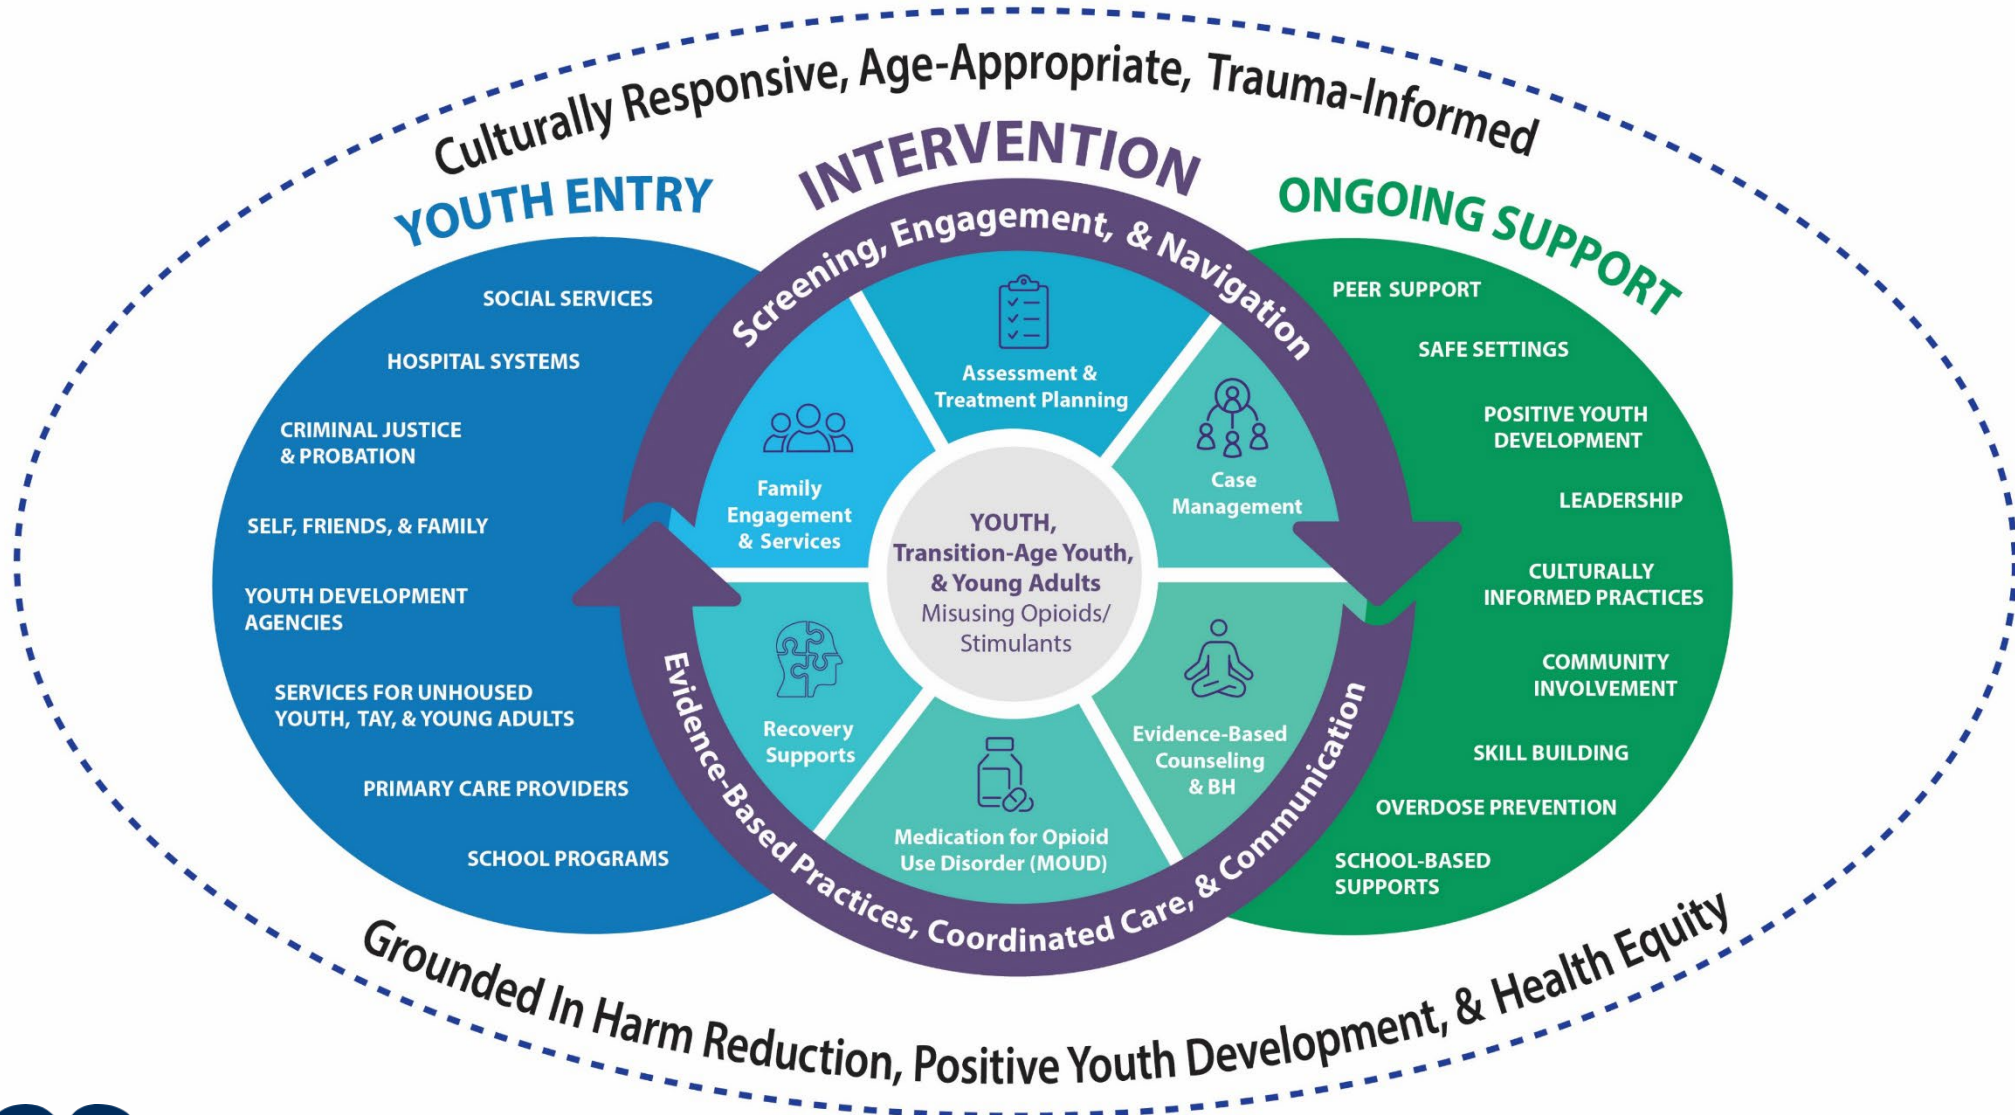 Culturally Responsive, Age-Appropriate, Trauma-Informed
YOUTH ENTRY
SOCIAL SERVICES
HOSPITAL SYSTEMS
CRIMINAL JUSTICE
& PROBATION
SELF, FRIENDS, & FAMILY
YOUTH DEVELOPMENT
AGENCIES
SERVICES FOR UNHOUSED
YOUTH, TAY, & YOUNG ADULTS
PRIMARY CARE PROVIDERS
SCHOOL PROGRAMS
INTERVENTION
Screening, Engagement, & Navigation
Assessment &
Treatment Planning
Case
Management
Evidence-Based
Counseling
& BH
Medication for Opioid
Use Disorder (MOUD)
Recovery
Supports
Family
Engagement
& Services
YOUTH,
Transition-Age Youth,
& Young Adults
Misusing Opioids/
Stimulants
Evidence-Based Practices, Coordinated Care, & Communication
ONGOING SUPPORT
PEER SUPPORT
SAFE SETTINGS
POSITIVE YOUTH
DEVELOPMENT
LEADERSHIP
CULTURALLY
INFORMED PRACTICES
COMMUNITY
INVOLVEMENT
SKILL BUILDING
OVERDOSE PREVENTION
SCHOOL-BASED
SUPPORTS
Grounded In Harm Reduction, Positive Youth Development, & Health Equity